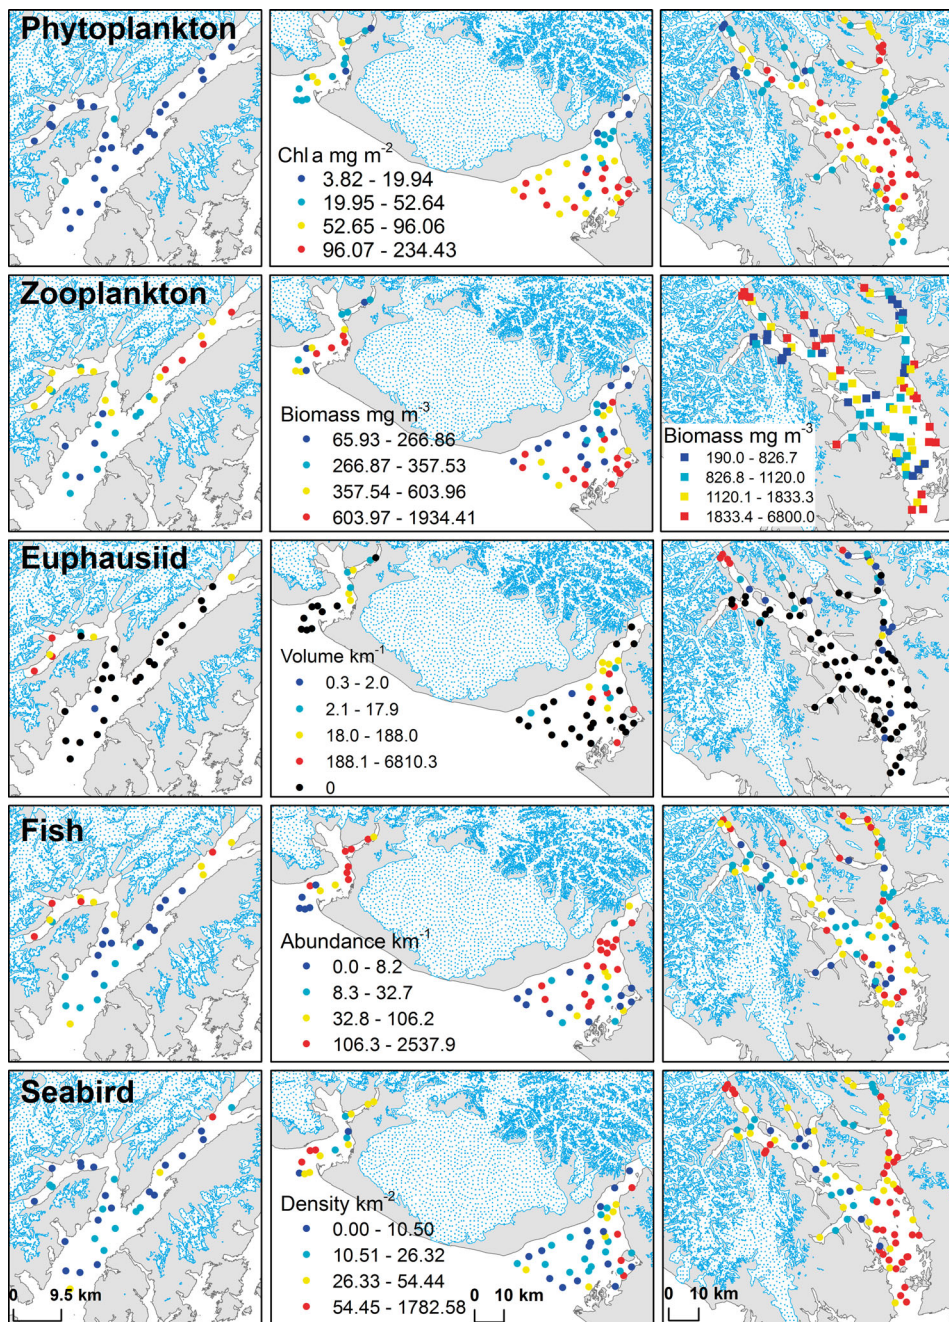 Phytoplankton
Chl a mg m⁻²
3.82 - 19.94
19.95 - 52.64
52.65 - 96.06
96.07 - 234.43
Zooplankton
Biomass mg m⁻³
65.93 - 266.86
266.87 - 357.53
357.54 - 603.96
603.97 - 1934.41
Biomass mg m⁻³
190.0 - 826.7
826.8 - 1120.0
1120.1 - 1833.3
1833.4 - 6800.0
Euphausiid
Volume km⁻¹
0.3 - 2.0
2.1 - 17.9
18.0 - 188.0
188.1 - 6810.3
0
Fish
Abundance km⁻¹
0.0 - 8.2
8.3 - 32.7
32.8 - 106.2
106.3 - 2537.9
Seabird
Density km⁻²
0.00 - 10.50
10.51 - 26.32
26.33 - 54.44
54.45 - 1782.58
0 9.5 km
0 10 km
0 10 km